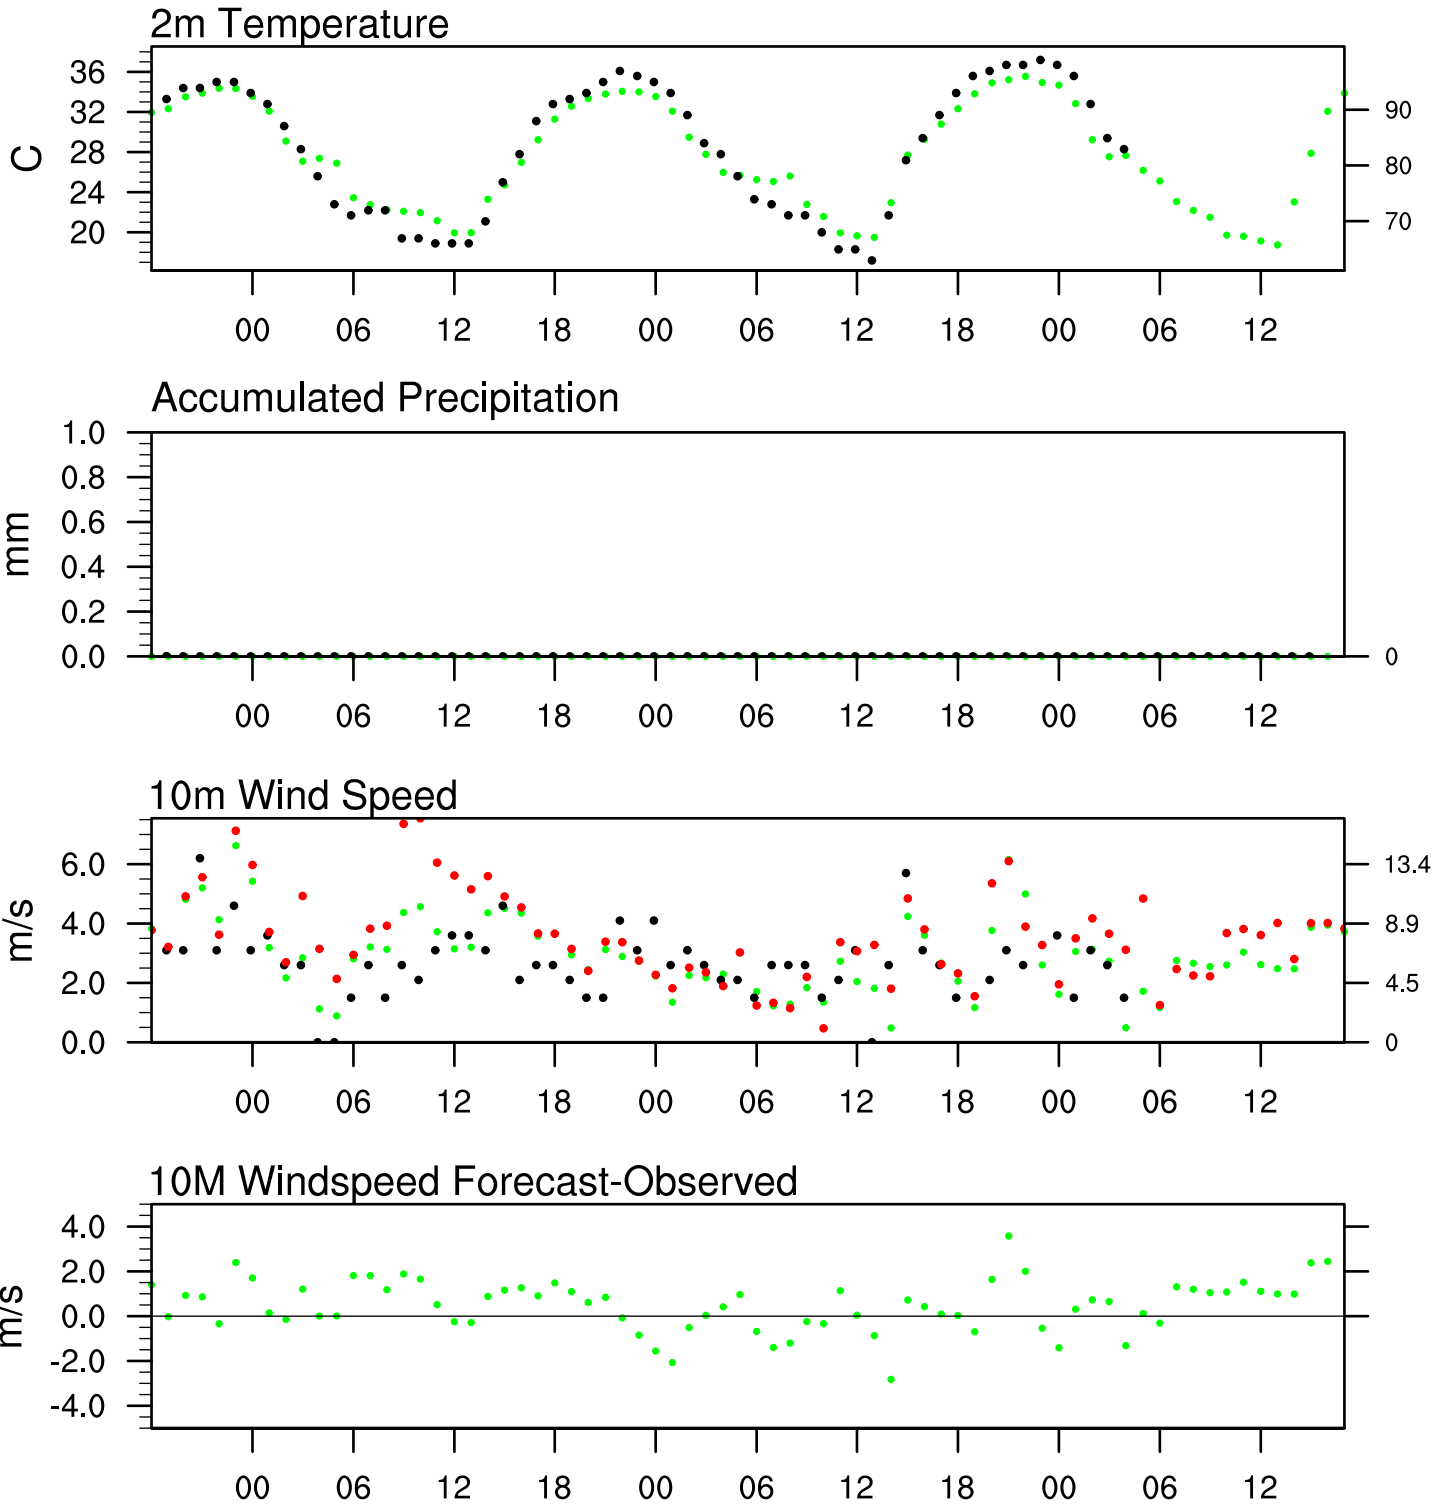 2m Temperature
C
36
32
28
24
20
90
80
70
00 06 12 18 00 06 12 18 00 06 12
Accumulated Precipitation
mm
1.0
0.8
0.6
0.4
0.2
0.0
0
00 06 12 18 00 06 12 18 00 06 12
10m Wind Speed
m/s
6.0
4.0
2.0
0.0
13.4
8.9
4.5
0
00 06 12 18 00 06 12 18 00 06 12
10M Windspeed Forecast-Observed
m/s
4.0
2.0
0.0
-2.0
-4.0
00 06 12 18 00 06 12 18 00 06 12